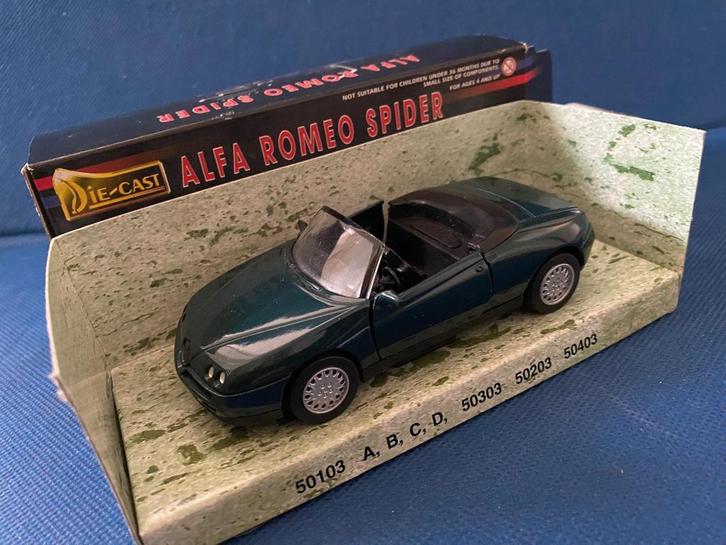 ALFA ROMEO SPIDER
NOT SUITABLE FOR CHILDREN UNDER 36 MONTHS DUE TO
SMALL SIZE OF COMPONENTS.
FOR AGES 4 AND UP
DIE-CAST
ALFA ROMEO SPIDER
50103 A, B, C, D, 50303 50203 50403